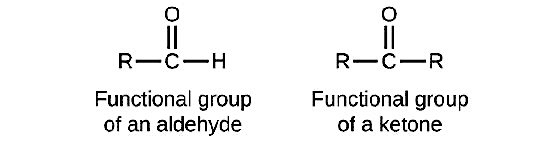 O O
R—C—H R—C—R
Functional group Functional group
of an aldehyde of a ketone